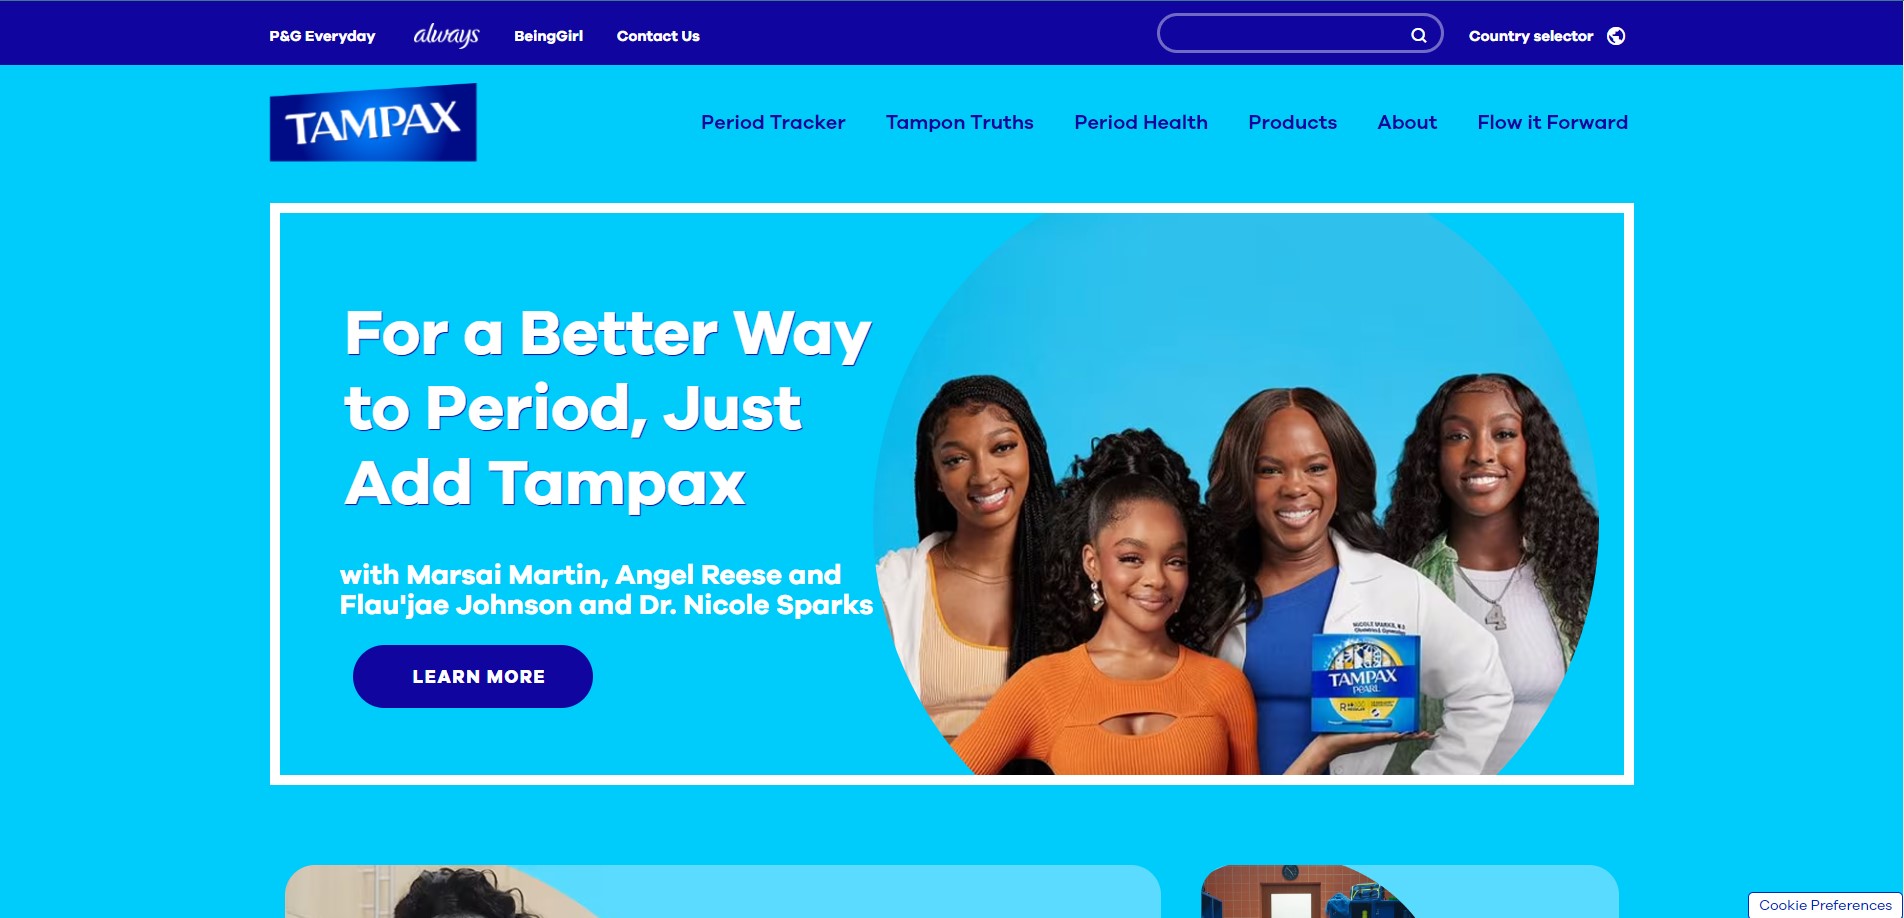 P&G Everyday
always
BeingGirl
Contact Us
Country selector
TAMPAX
Period Tracker
Tampon Truths
Period Health
Products
About
Flow it Forward
For a Better Way
to Period, Just
Add Tampax
with Marsai Martin, Angel Reese and
Flau'jae Johnson and Dr. Nicole Sparks
LEARN MORE
4
TAMPAX
PEARL
R
REGULAR
Cookie Preferences